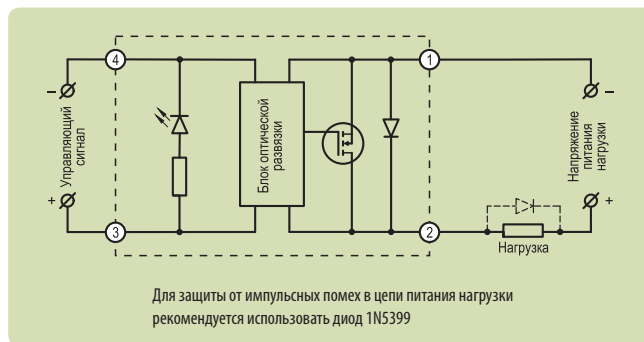 4
1
−
−
Управляющий
сигнал
Блок оптической
развязки
Напряжение
питания
нагрузки
+
+
3
2
Нагрузка
Для защиты от импульсных помех в цепи питания нагрузки
рекомендуется использовать диод 1N5399